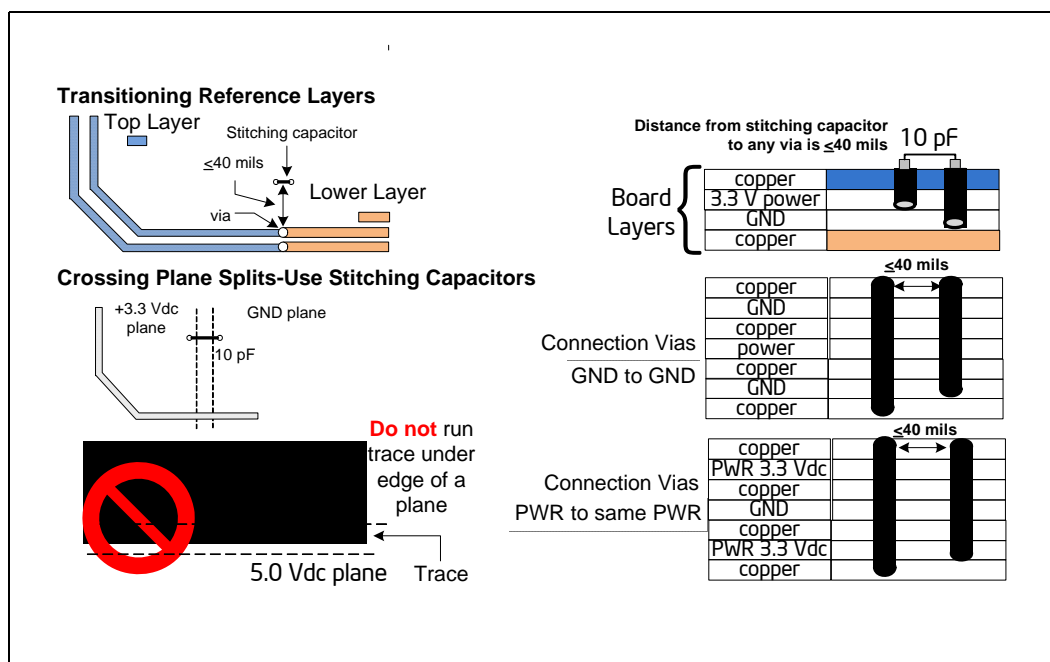 Transitioning Reference Layers
Top Layer
Stitching capacitor
≤40 mils
Lower Layer
via
Crossing Plane Splits-Use Stitching Capacitors
+3.3 Vdc
plane
GND plane
10 pF
Do not run
trace under
edge of a
plane
5.0 Vdc plane
Trace
Distance from stitching capacitor
to any via is ≤40 mils
10 pF
Board
Layers
copper
3.3 V power
GND
copper
≤40 mils
Connection Vias
GND to GND
copper
GND
copper
power
copper
GND
copper
≤40 mils
Connection Vias
PWR to same PWR
copper
PWR 3.3 Vdc
copper
GND
copper
PWR 3.3 Vdc
copper